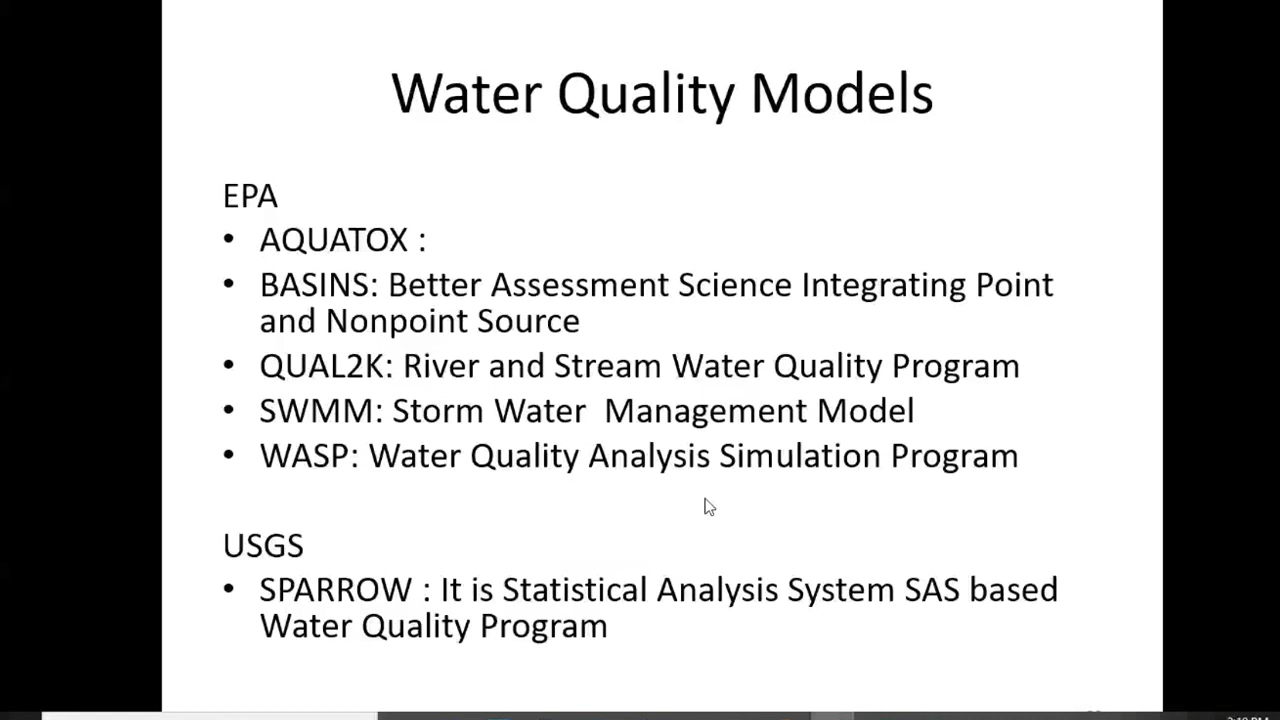 Water Quality Models
EPA
• AQUATOX :
• BASINS: Better Assessment Science Integrating Point
and Nonpoint Source
• QUAL2K: River and Stream Water Quality Program
• SWMM: Storm Water  Management Model
• WASP: Water Quality Analysis Simulation Program
USGS
• SPARROW : It is Statistical Analysis System SAS based
Water Quality Program